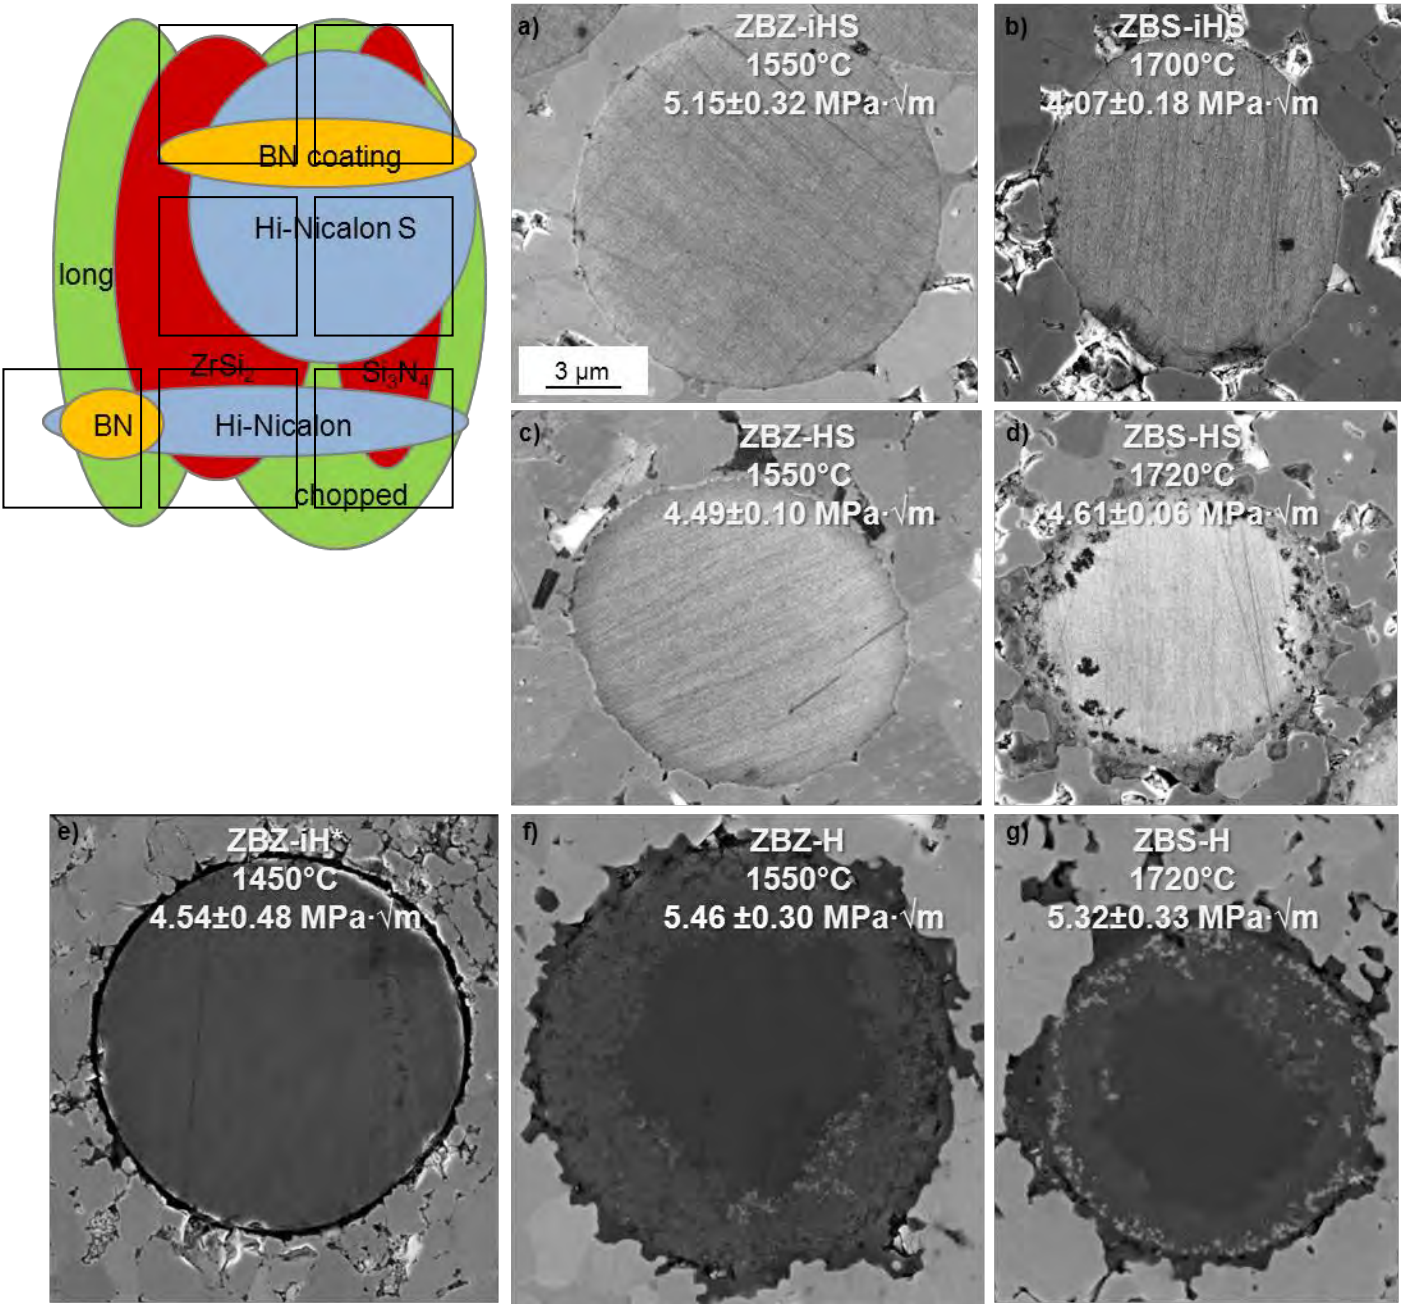 BN coating
Hi-Nicalon S
long
ZrSi₂
Si₃N₄
BN
Hi-Nicalon
chopped
a)
ZBZ-iHS
1550°C
5.15±0.32 MPa·√m
3 µm
b)
ZBS-iHS
1700°C
4.07±0.18 MPa·√m
c)
ZBZ-HS
1550°C
4.49±0.10 MPa·√m
d)
ZBS-HS
1720°C
4.61±0.06 MPa·√m
e)
ZBZ-iH*
1450°C
4.54±0.48 MPa·√m
f)
ZBZ-H
1550°C
5.46 ±0.30 MPa·√m
g)
ZBS-H
1720°C
5.32±0.33 MPa·√m